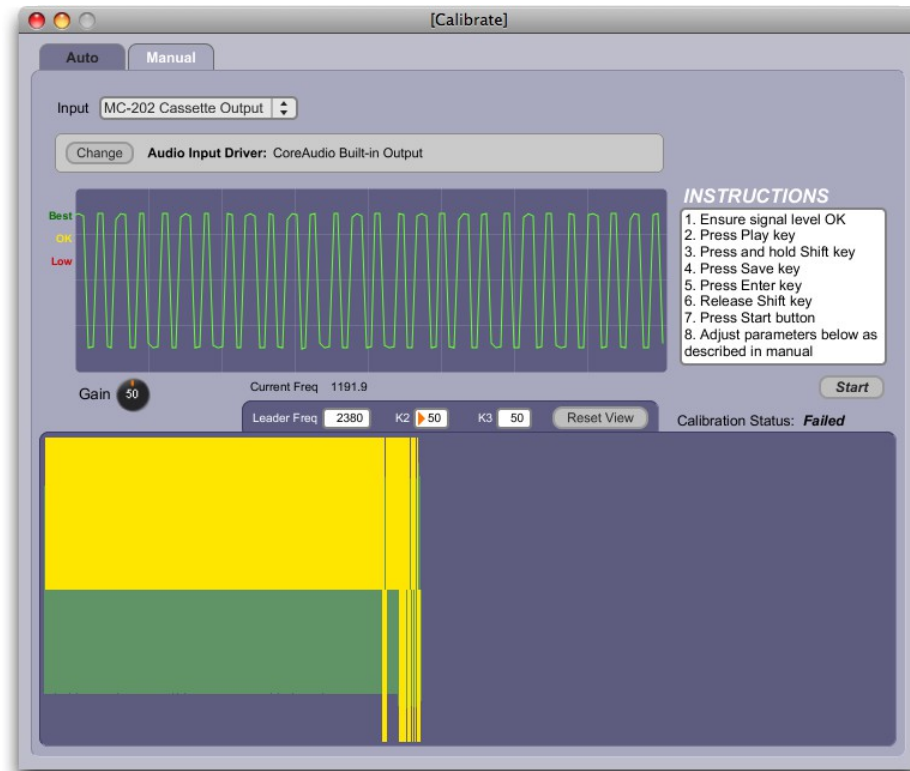 [Calibrate]
Auto Manual
Input MC-202 Cassette Output
Change Audio Input Driver: CoreAudio Built-in Output
Best
OK
Low
INSTRUCTIONS
1. Ensure signal level OK
2. Press Play key
3. Press and hold Shift key
4. Press Save key
5. Press Enter key
6. Release Shift key
7. Press Start button
8. Adjust parameters below as
described in manual
Gain 50
Current Freq 1191.9
Start
Leader Freq 2380 K2 50 K3 50 Reset View
Calibration Status: Failed